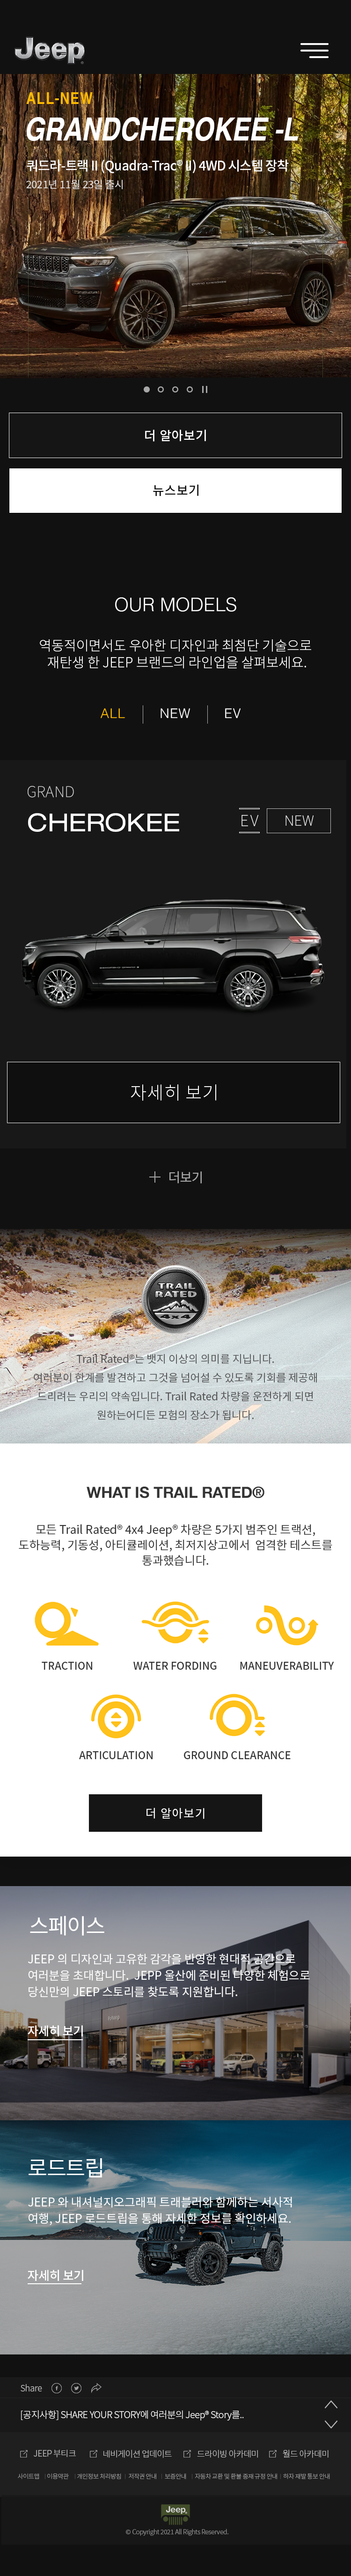 Jeep
ALL-NEW
GRANDCHEROKEE -L
쿼드라-트랙 II (Quadra-Trac® II) 4WD 시스템 장착
2021년 11월 23일 출시
더 알아보기
뉴스보기
OUR MODELS
역동적이면서도 우아한 디자인과 최첨단 기술으로
재탄생 한 JEEP 브랜드의 라인업을 살펴보세요.
ALL | NEW | EV
GRAND
CHEROKEE
EV NEW
자세히 보기
+ 더보기
TRAIL
RATED
4x4
Trail Rated®는 뱃지 이상의 의미를 지닙니다.
여러분이 한계를 발견하고 그것을 넘어설 수 있도록 기회를 제공해
드리려는 우리의 약속입니다. Trail Rated 차량을 운전하게 되면
원하는어디든 모험의 장소가 됩니다.
WHAT IS TRAIL RATED®
모든 Trail Rated® 4x4 Jeep® 차량은 5가지 범주인 트랙션,
도하능력, 기동성, 아티큘레이션, 최저지상고에서 엄격한 테스트를
통과했습니다.
TRACTION WATER FORDING MANEUVERABILITY
ARTICULATION GROUND CLEARANCE
더 알아보기
스페이스
Jeep
JEEP 의 디자인과 고유한 감각을 반영한 현대적 공간으로
여러분을 초대합니다. JEPP 울산에 준비된 다양한 체험으로
당신만의 JEEP 스토리를 찾도록 지원합니다.
자세히 보기
로드트립
JEEP 와 내셔널지오그래픽 트래블러와 함께하는 서사적
여행, JEEP 로드트립을 통해 자세한 정보를 확인하세요.
자세히 보기
Share
[공지사항] SHARE YOUR STORY에 여러분의 Jeep® Story를..
JEEP 부티크 네비게이션 업데이트 드라이빙 아카데미 월드 아카데미
사이트맵 | 이용약관 | 개인정보 처리방침 | 저작권 안내 | 보증안내 | 자동차 교환 및 환불 중재 규정 안내 | 하자 재발 통보 안내
Jeep
© Copyright 2021 All Rights Reserved.